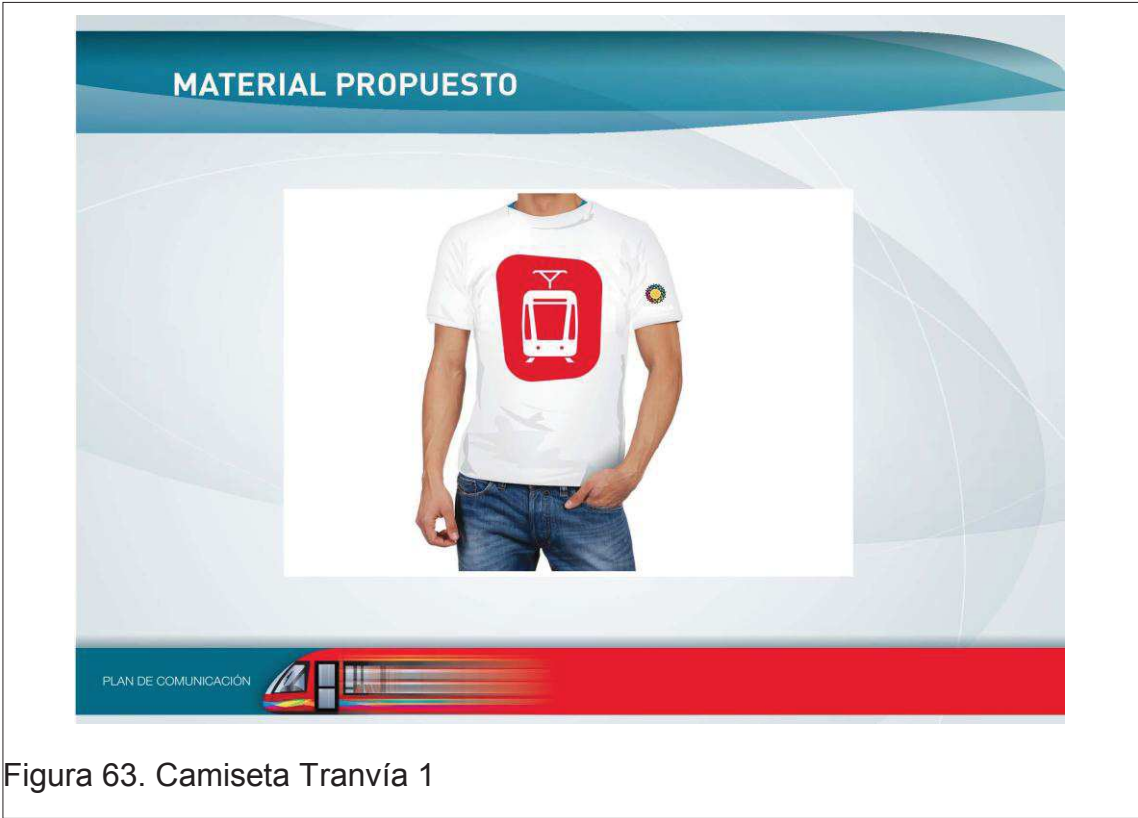 MATERIAL PROPUESTO
PLAN DE COMUNICACIÓN
Figura 63. Camiseta Tranvía 1